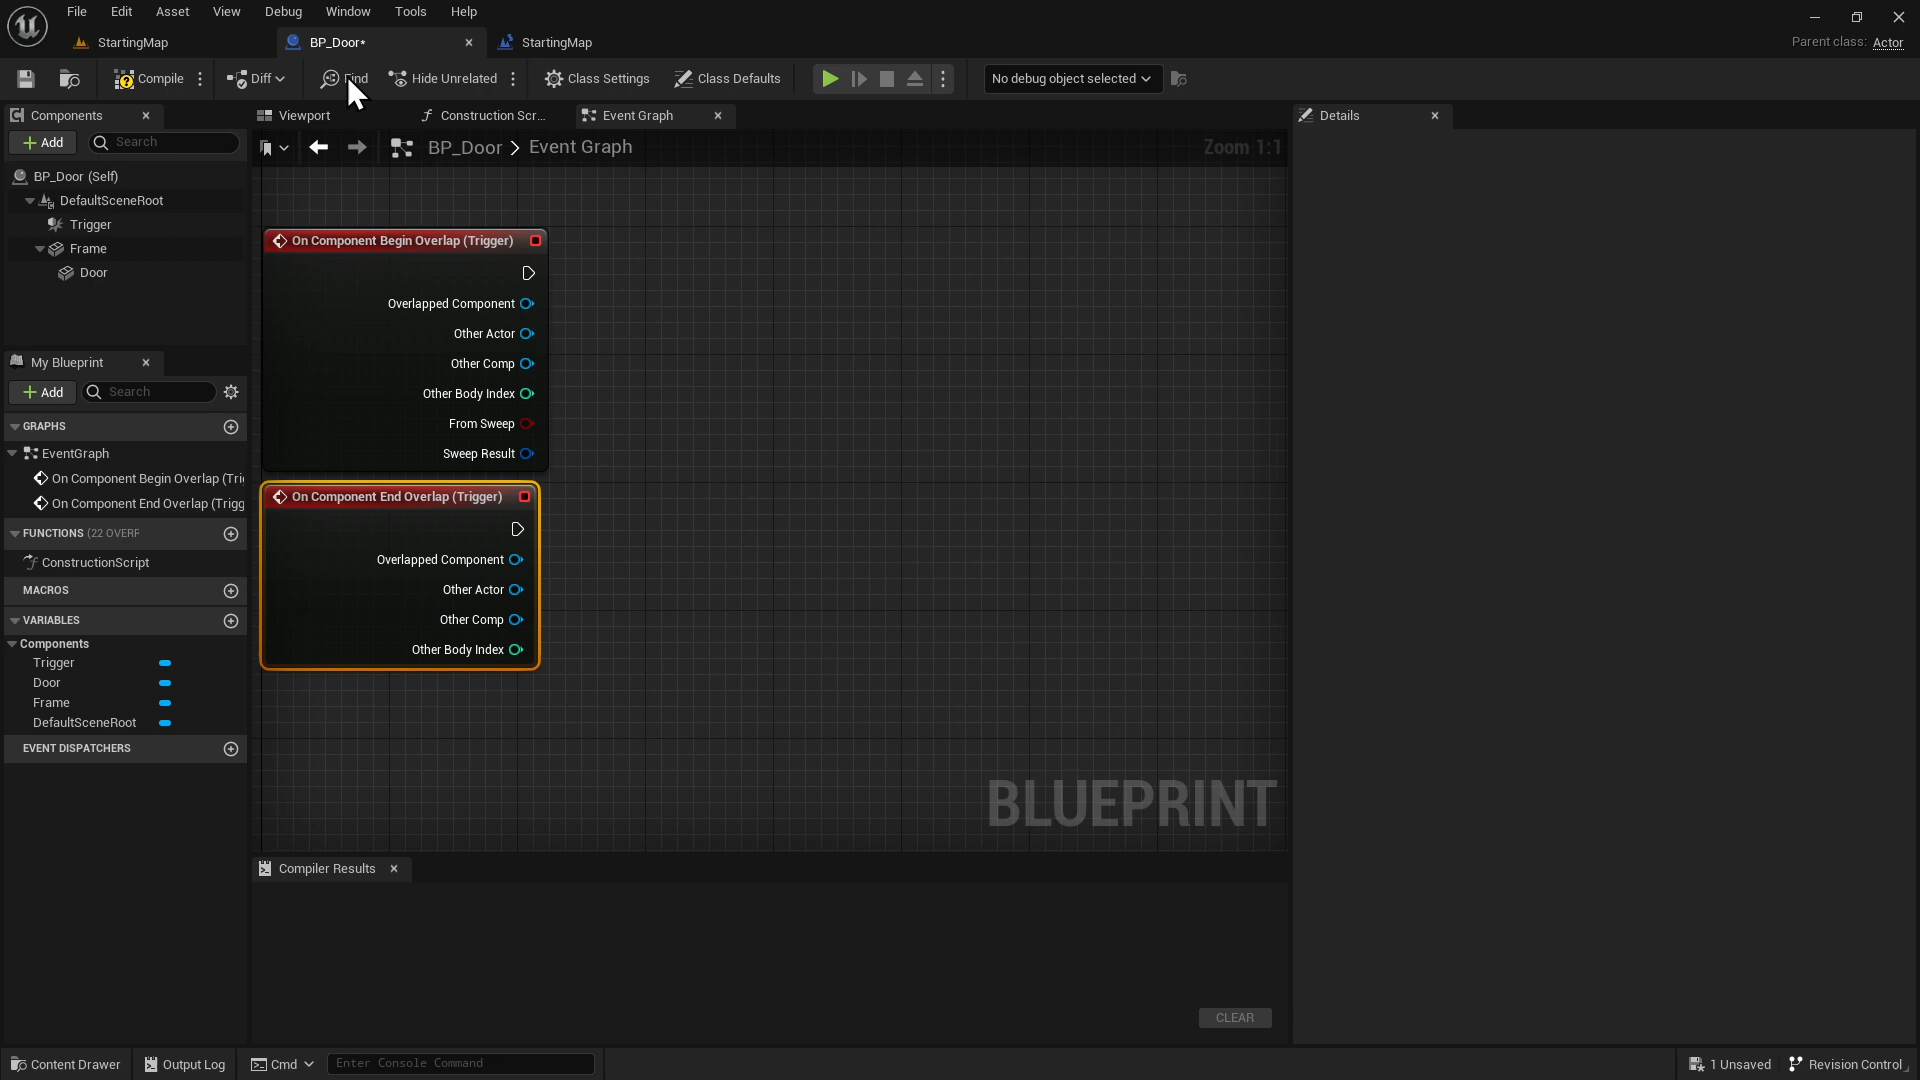 File Edit Asset View Debug Window Tools Help
StartingMap BP_Door* StartingMap
Parent class: Actor
Compile Diff Find Hide Unrelated Class Settings Class Defaults No debug object selected
Components
Viewport Construction Scr... Event Graph
Details
Add Search
BP_Door > Event Graph
Zoom 1:1
BP_Door (Self)
DefaultSceneRoot
Trigger
Frame
Door
On Component Begin Overlap (Trigger)
Overlapped Component
Other Actor
Other Comp
Other Body Index
From Sweep
Sweep Result
On Component End Overlap (Trigger)
Overlapped Component
Other Actor
Other Comp
Other Body Index
BLUEPRINT
My Blueprint
Add Search
GRAPHS
EventGraph
On Component Begin Overlap (Tri
On Component End Overlap (Trigg
FUNCTIONS (22 OVERR
ConstructionScript
MACROS
VARIABLES
Components
Trigger
Door
Frame
DefaultSceneRoot
EVENT DISPATCHERS
Compiler Results
CLEAR
Content Drawer Output Log Cmd Enter Console Command
1 Unsaved Revision Control